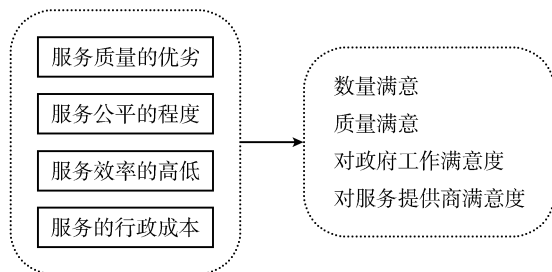 服务质量的优劣
服务公平的程度
服务效率的高低
服务的行政成本
数量满意
质量满意
对政府工作满意度
对服务提供商满意度